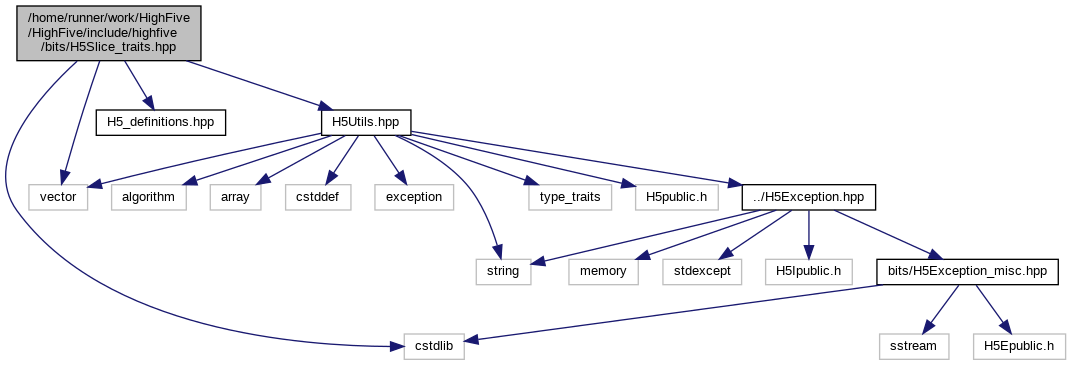 /home/runner/work/HighFive
/HighFive/include/highfive
/bits/H5Slice_traits.hpp
H5_definitions.hpp
H5Utils.hpp
vector
algorithm
array
cstddef
exception
type_traits
H5public.h
../H5Exception.hpp
string
memory
stdexcept
H5Ipublic.h
bits/H5Exception_misc.hpp
cstdlib
sstream
H5Epublic.h